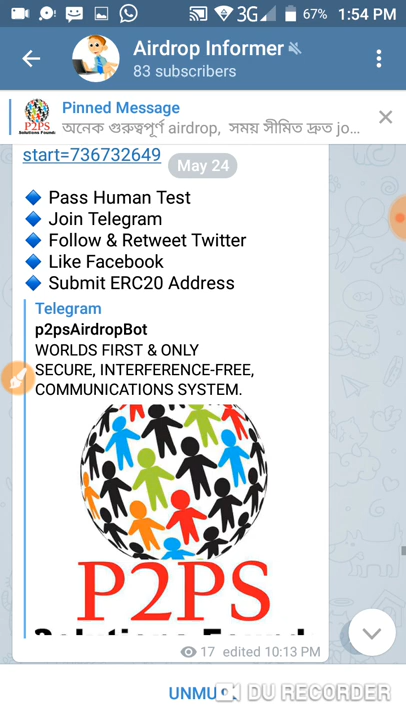 3G 67% 1:54 PM
Airdrop Informer
83 subscribers
Pinned Message
অনেক গুরুত্বপূর্ণ airdrop, সময় সীমিত দ্রুত jo...
P2PS
start=736732649
May 24
Pass Human Test
Join Telegram
Follow & Retweet Twitter
Like Facebook
Submit ERC20 Address
Telegram
p2psAirdropBot
WORLDS FIRST & ONLY
SECURE, INTERFERENCE-FREE,
COMMUNICATIONS SYSTEM.
P2PS
17 edited 10:13 PM
DU RECORDER